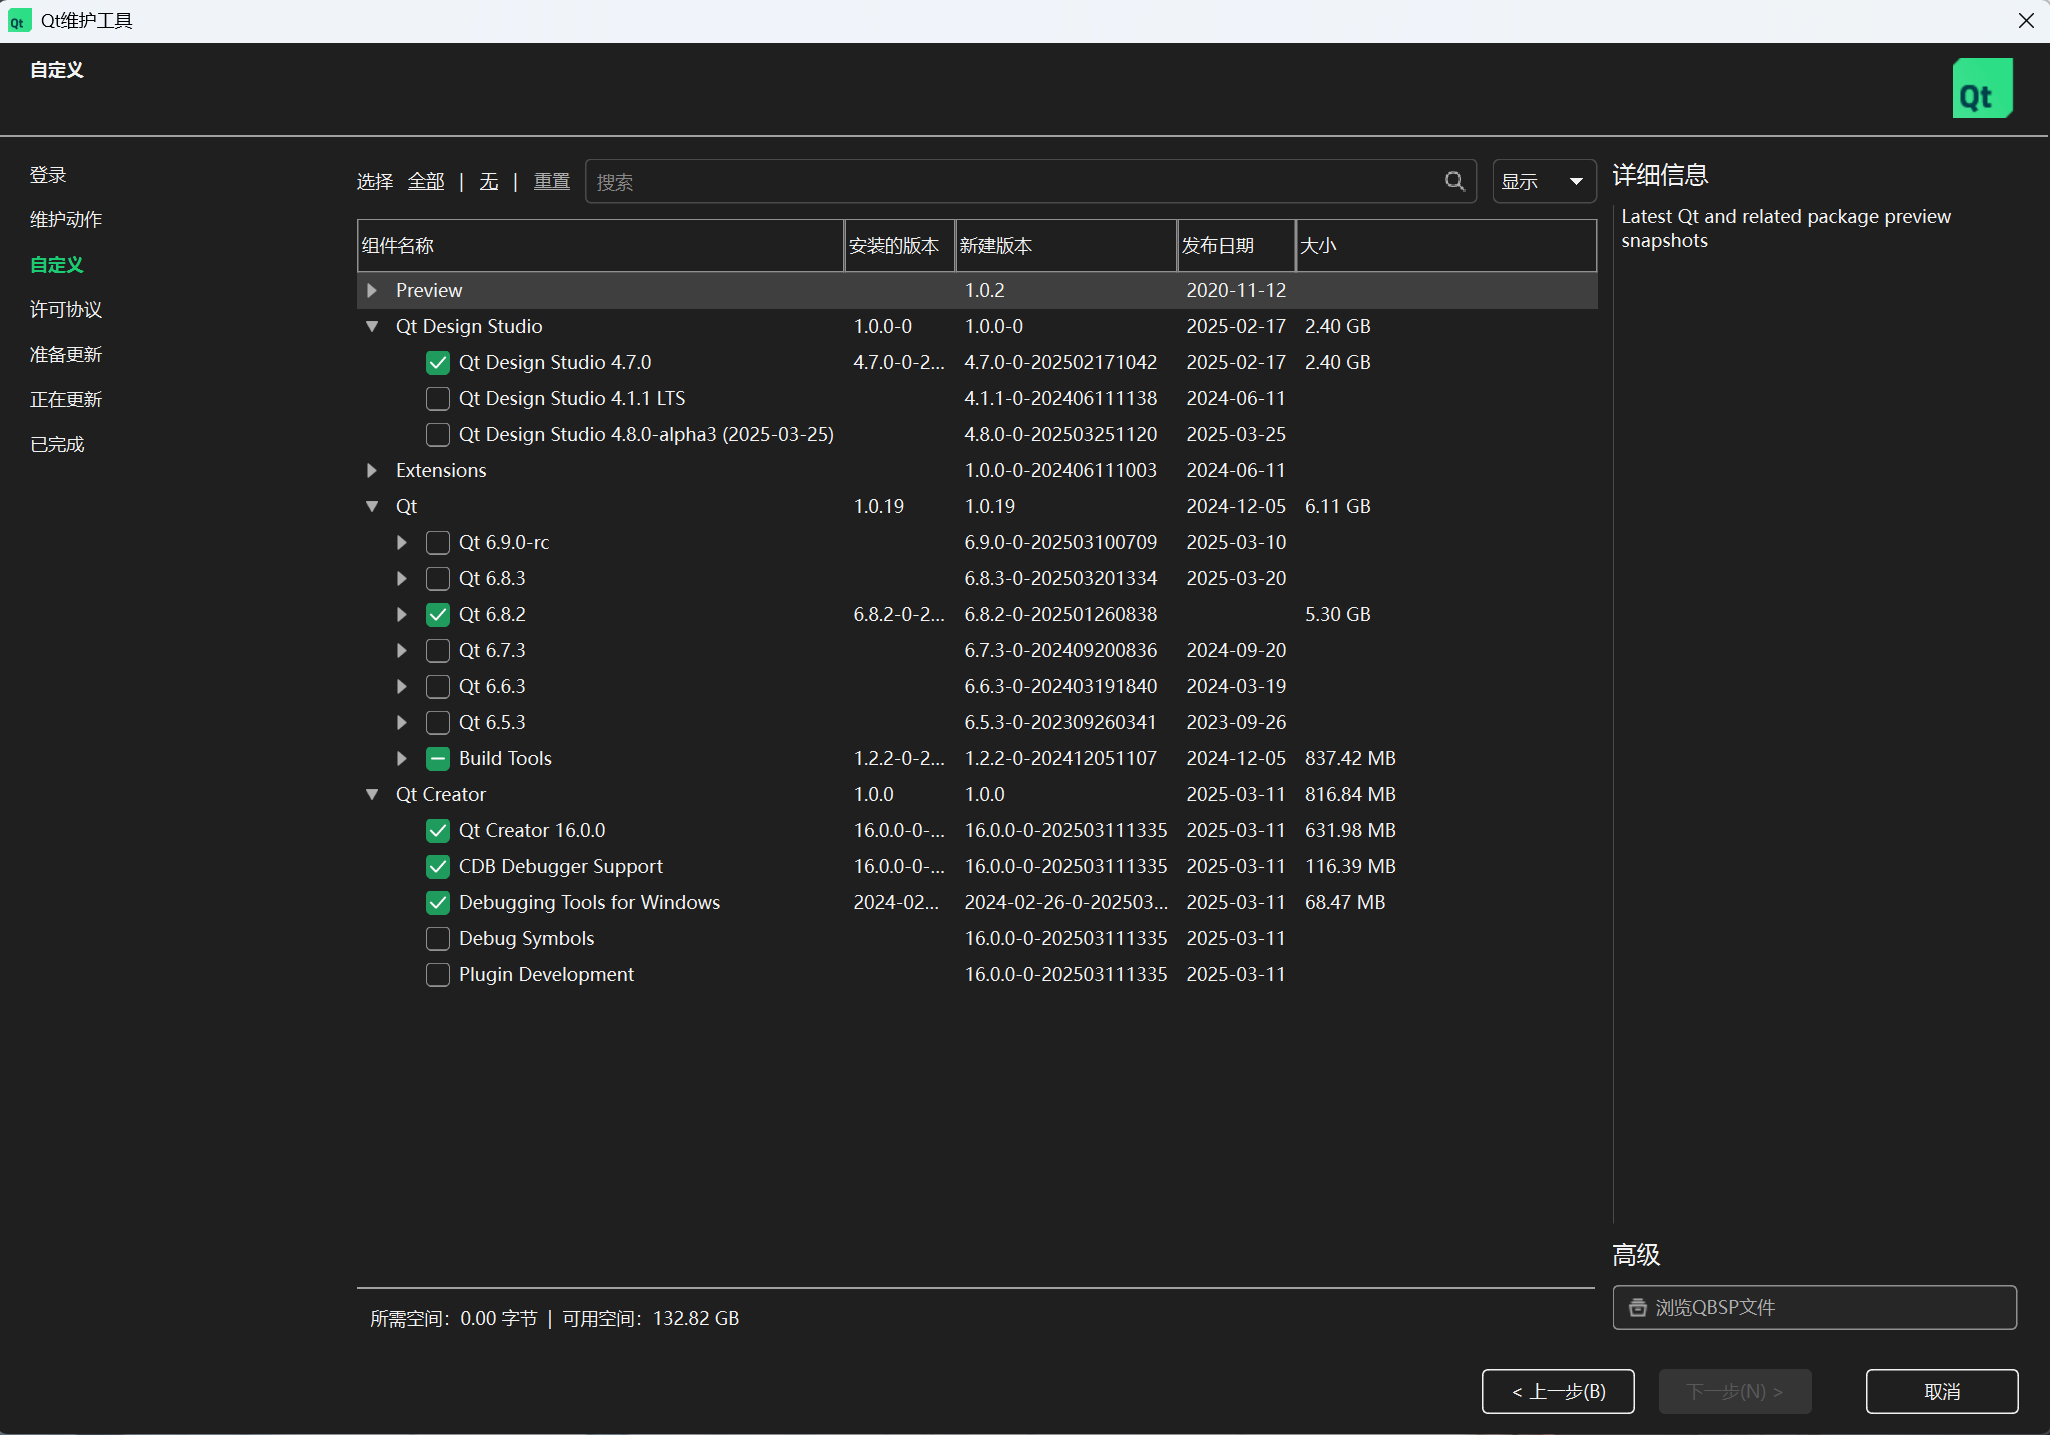 Qt维护工具
自定义
Qt
登录
维护动作
自定义
许可协议
准备更新
正在更新
已完成
选择 全部 | 无 | 重置 搜索 显示
组件名称 安装的版本 新建版本 发布日期 大小
Preview 1.0.2 2020-11-12
Qt Design Studio 1.0.0-0 1.0.0-0 2025-02-17 2.40 GB
Qt Design Studio 4.7.0 4.7.0-0-2... 4.7.0-0-202502171042 2025-02-17 2.40 GB
Qt Design Studio 4.1.1 LTS 4.1.1-0-202406111138 2024-06-11
Qt Design Studio 4.8.0-alpha3 (2025-03-25) 4.8.0-0-202503251120 2025-03-25
Extensions 1.0.0-0-202406111003 2024-06-11
Qt 1.0.19 1.0.19 2024-12-05 6.11 GB
Qt 6.9.0-rc 6.9.0-0-202503100709 2025-03-10
Qt 6.8.3 6.8.3-0-202503201334 2025-03-20
Qt 6.8.2 6.8.2-0-2... 6.8.2-0-202501260838 5.30 GB
Qt 6.7.3 6.7.3-0-202409200836 2024-09-20
Qt 6.6.3 6.6.3-0-202403191840 2024-03-19
Qt 6.5.3 6.5.3-0-202309260341 2023-09-26
Build Tools 1.2.2-0-2... 1.2.2-0-202412051107 2024-12-05 837.42 MB
Qt Creator 1.0.0 1.0.0 2025-03-11 816.84 MB
Qt Creator 16.0.0 16.0.0-0-... 16.0.0-0-202503111335 2025-03-11 631.98 MB
CDB Debugger Support 16.0.0-0-... 16.0.0-0-202503111335 2025-03-11 116.39 MB
Debugging Tools for Windows 2024-02... 2024-02-26-0-202503... 2025-03-11 68.47 MB
Debug Symbols 16.0.0-0-202503111335 2025-03-11
Plugin Development 16.0.0-0-202503111335 2025-03-11
所需空间：0.00 字节 | 可用空间：132.82 GB
详细信息
Latest Qt and related package preview
snapshots
高级
浏览QBSP文件
< 上一步(B) 下一步(N) > 取消